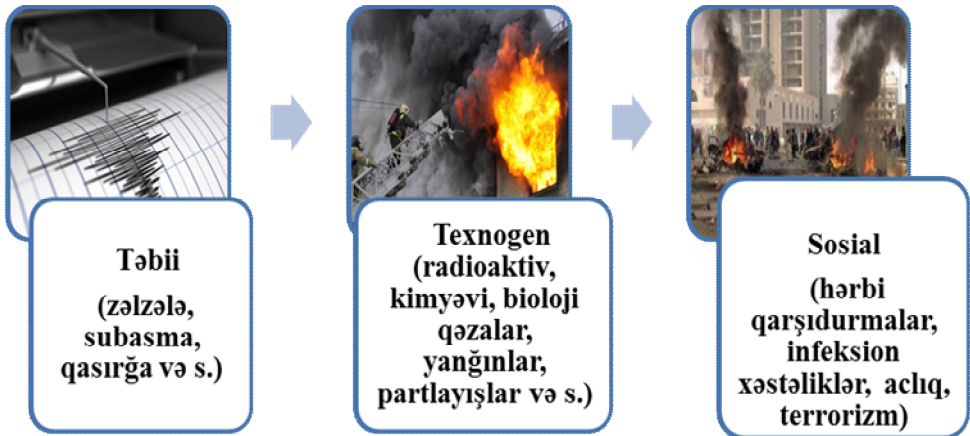 Təbii
(zəlzələ,
subasma,
qasırğa və s.)
Texnogen
(radioaktiv,
kimyəvi, bioloji
qəzalar,
yanğınlar,
partlayışlar və s.)
Sosial
(hərbi
qarşıdurmalar,
infeksion
xəstəliklər, aclıq,
terrorizm)